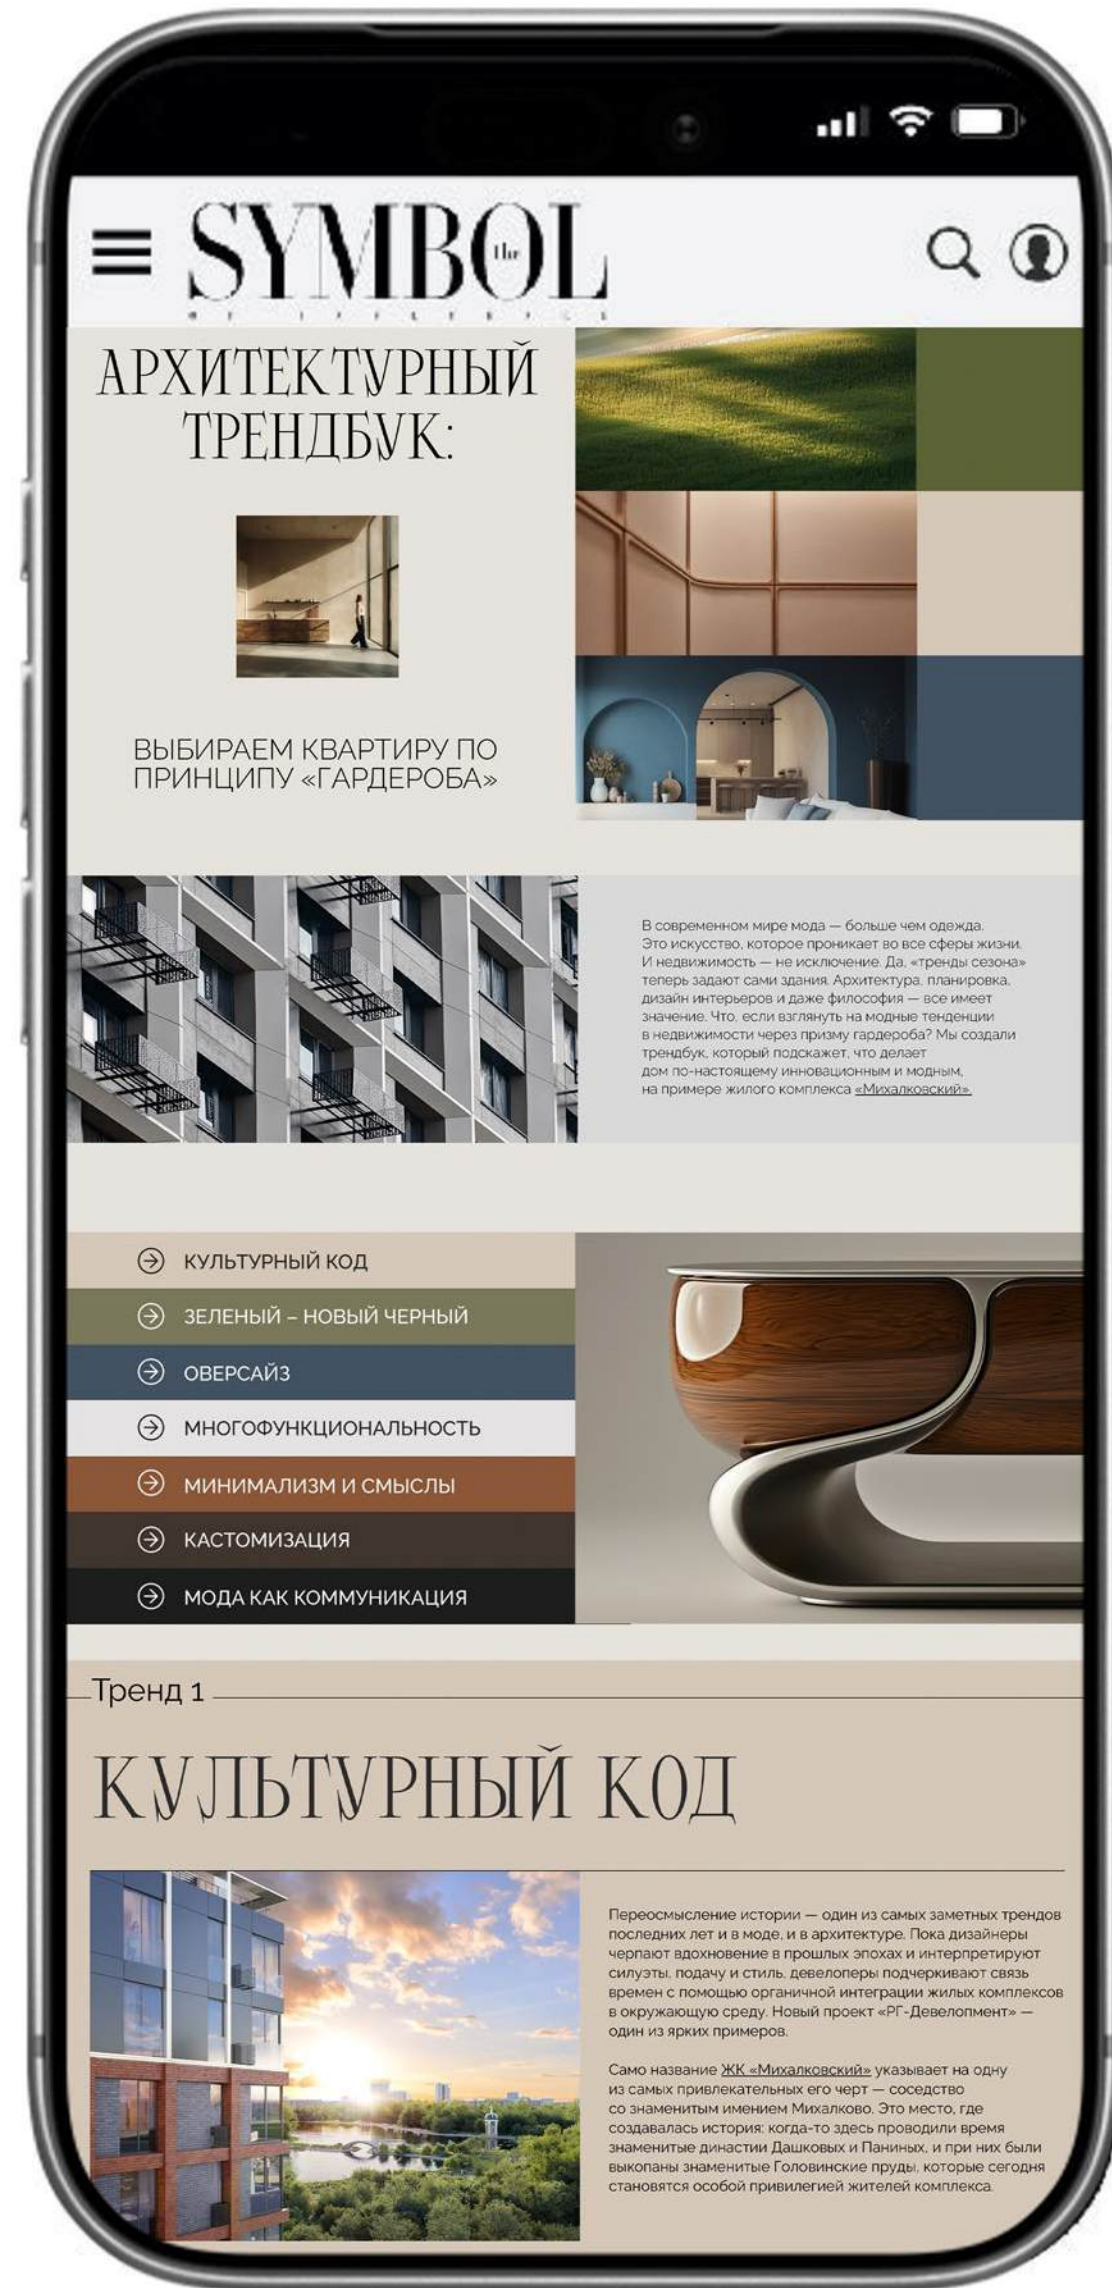 the
SYMBOL
АРХИТЕКТУРНЫЙ
ТРЕНДБУК:
ВЫБИРАЕМ КВАРТИРУ ПО
ПРИНЦИПУ «ГАРДЕРОБА»
В современном мире мода — больше чем одежда.
Это искусство, которое проникает во все сферы жизни.
И недвижимость — не исключение. Да, «тренды сезона»
теперь задают сами здания. Архитектура, планировка,
дизайн интерьеров и даже философия — все имеет
значение. Что, если взглянуть на модные тенденции
в недвижимости через призму гардероба? Мы создали
трендбук, который подскажет, что делает
дом по-настоящему инновационным и модным,
на примере жилого комплекса «Михалковский».
КУЛЬТУРНЫЙ КОД
ЗЕЛЕНЫЙ – НОВЫЙ ЧЕРНЫЙ
ОВЕРСАЙЗ
МНОГОФУНКЦИОНАЛЬНОСТЬ
МИНИМАЛИЗМ И СМЫСЛЫ
КАСТОМИЗАЦИЯ
МОДА КАК КОММУНИКАЦИЯ
Тренд 1
КУЛЬТУРНЫЙ КОД
Переосмысление истории — один из самых заметных трендов
последних лет и в моде, и в архитектуре. Пока дизайнеры
черпают вдохновение в прошлых эпохах и интерпретируют
силуэты, подачу и стиль, девелоперы подчеркивают связь
времен с помощью органичной интеграции жилых комплексов
в окружающую среду. Новый проект «РГ-Девелопмент» —
один из ярких примеров.
Само название ЖК «Михалковский» указывает на одну
из самых привлекательных его черт — соседство
со знаменитым имением Михалково. Это место, где
создавалась история: когда-то здесь проводили время
знаменитые династии Дашковых и Паниных, и при них были
выкопаны знаменитые Головинские пруды, которые сегодня
становятся особой привилегией жителей комплекса.